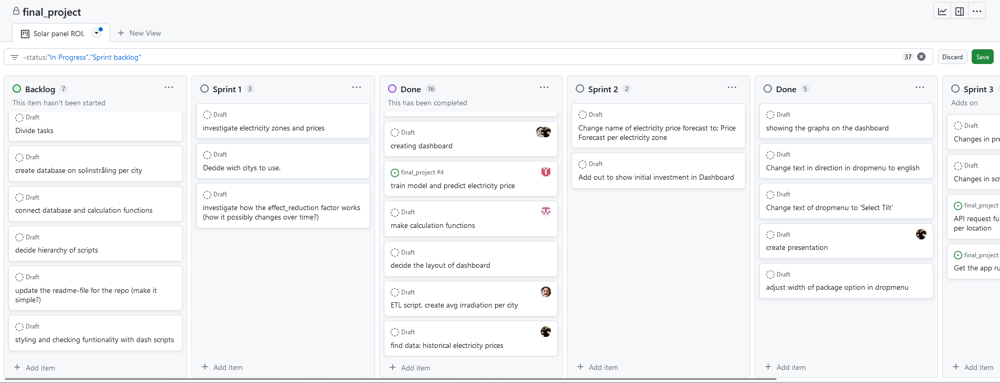 final_project
Solar panel ROI.
New View
-status:"In Progress","Sprint backlog"
37
Discard
Save
Backlog 7
This item hasn't been started
Draft
Divide tasks
Draft
create database on solinstråling per city
Draft
connect database and calculation functions
Draft
decide hierarchy of scripts
Draft
update the readme-file for the repo (make it
simple?)
Draft
styling and checking funtionality with dash scripts
+ Add item
Sprint 1 3
Draft
investigate electricity zones and prices
Draft
Decide wich citys to use.
Draft
investigate how the effect_reduction factor works
(how it possibly changes over time?)
+ Add item
Done 16
This has been completed
Draft
creating dashboard
final_project #4
train model and predict electricity price
Draft
make calculation functions
Draft
decide the layout of dashboard
Draft
ETL script, create avg irradiation per city
Draft
find data: historical electricity prices
+ Add item
Sprint 2 2
Draft
Change name of electricity price forecast to: Price
Forecast per electricity zone
Draft
Add out to show initial investment in Dashboard
+ Add item
Done 5
Draft
showing the graphs on the dashboard
Draft
Change text in direction in dropmenu to english
Draft
Change text of dropmenu to 'Select Tilt'
Draft
create presentation
Draft
adjust width of package option in dropmenu
+ Add item
Sprint 3
Adds on
Draft
Changes in pre
Draft
Changes in scr
final_project
API request fu
per location
final_project
Get the app ru
+ Add item